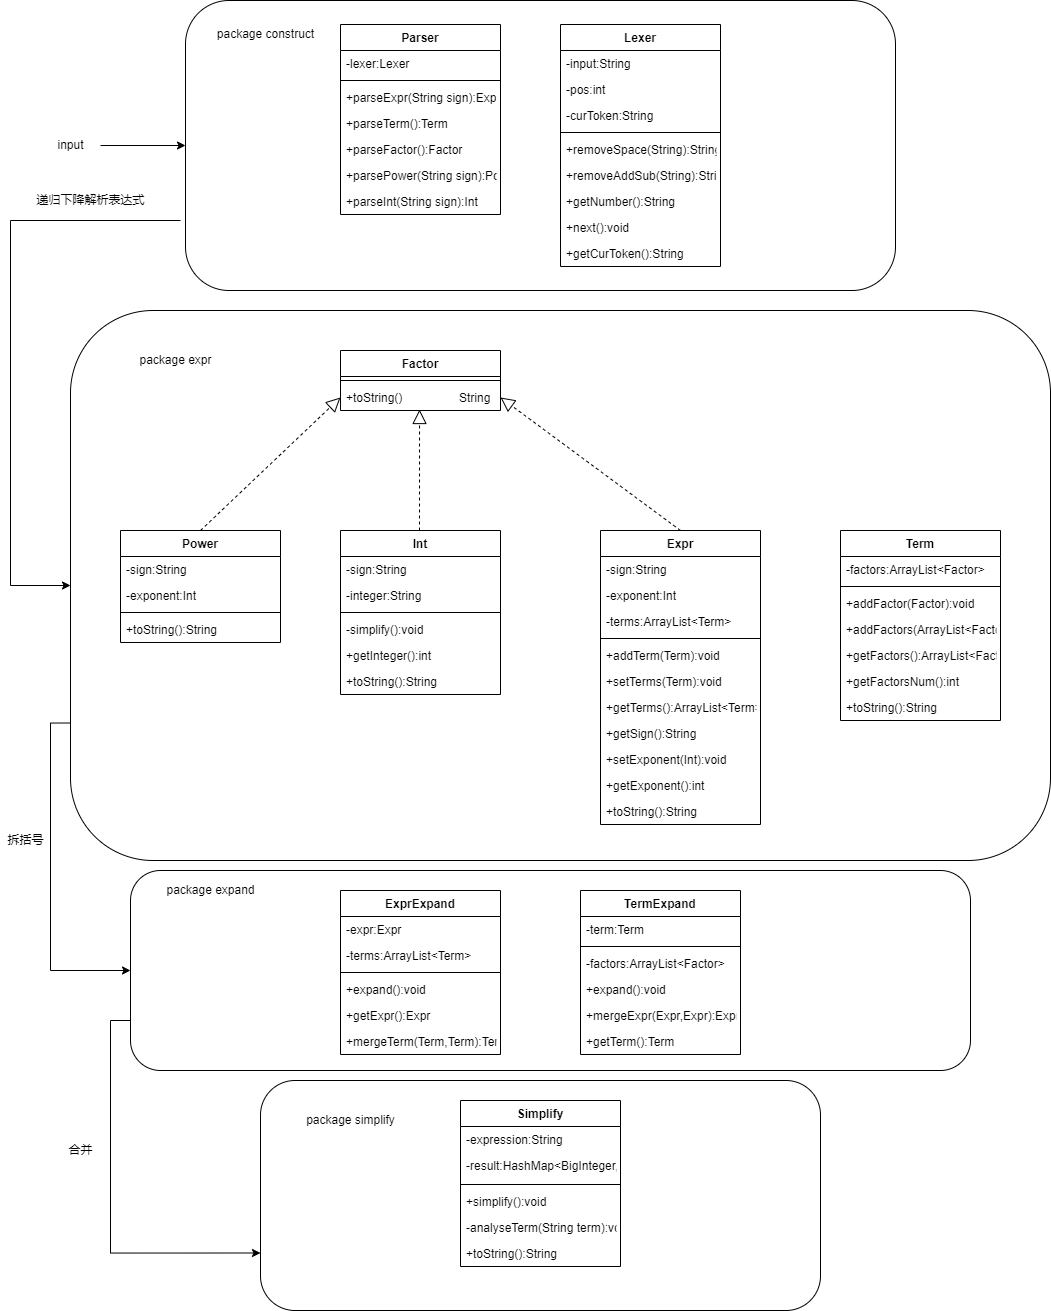 package construct
Parser
-lexer:Lexer
+parseExpr(String sign):Exp
+parseTerm():Term
+parseFactor():Factor
+parsePower(String sign):Po
+parseInt(String sign):Int
Lexer
-input:String
-pos:int
-curToken:String
+removeSpace(String):String
+removeAddSub(String):Stri
+getNumber():String
+next():void
+getCurToken():String
input
递归下降解析表达式
package expr
Factor
+toString() String
Power
-sign:String
-exponent:Int
+toString():String
Int
-sign:String
-integer:String
-simplify():void
+getInteger():int
+toString():String
Expr
-sign:String
-exponent:Int
-terms:ArrayList<Term>
+addTerm(Term):void
+setTerms(Term):void
+getTerms():ArrayList<Term>
+getSign():String
+setExponent(Int):void
+getExponent():int
+toString():String
Term
-factors:ArrayList<Factor>
+addFactor(Factor):void
+addFactors(ArrayList<Facto
+getFactors():ArrayList<Fact
+getFactorsNum():int
+toString():String
拆括号
package expand
ExprExpand
-expr:Expr
-terms:ArrayList<Term>
+expand():void
+getExpr():Expr
+mergeTerm(Term,Term):Ter
TermExpand
-term:Term
-factors:ArrayList<Factor>
+expand():void
+mergeExpr(Expr,Expr):Exp
+getTerm():Term
合并
package simplify
Simplify
-expression:String
-result:HashMap<BigInteger,
+simplify():void
-analyseTerm(String term):vo
+toString():String